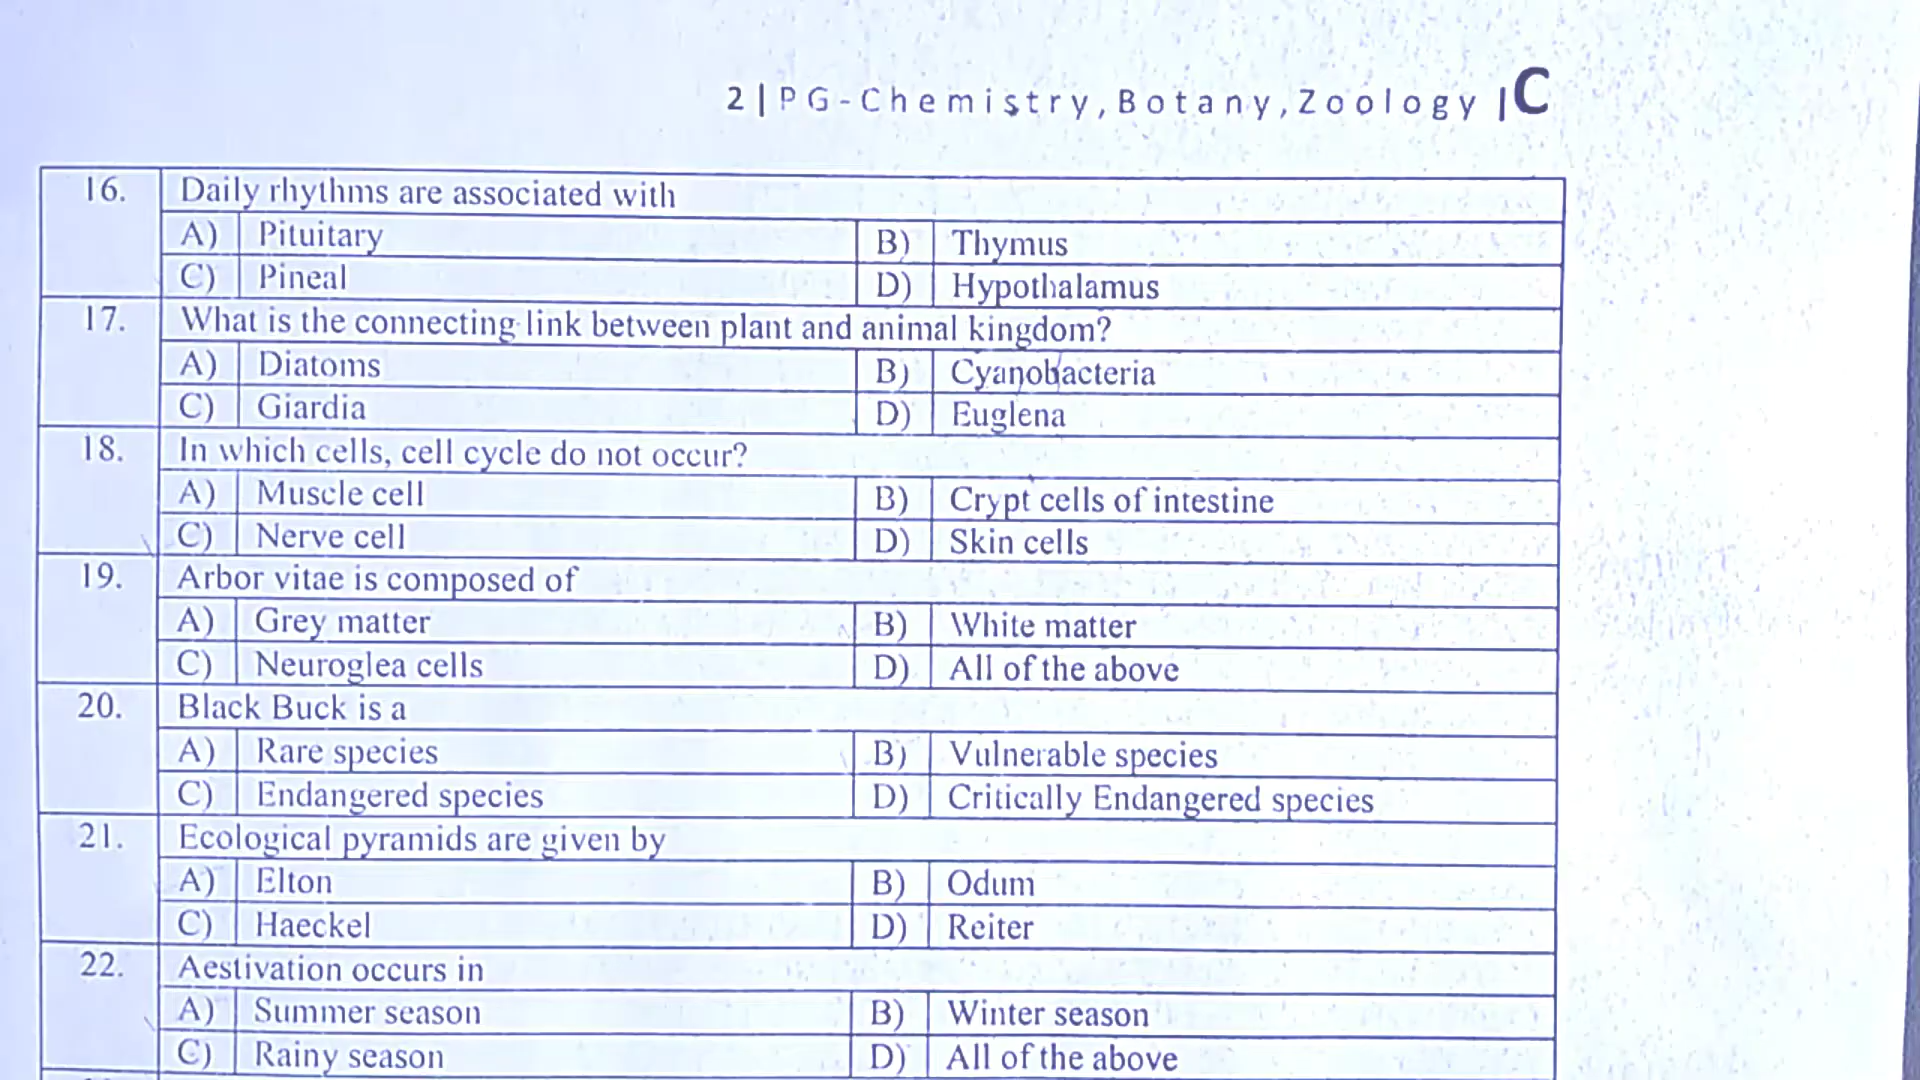 2 | PG-Chemistry, Botany, Zoology | C
16. Daily rhythms are associated with
A) Pituitary B) Thymus
C) Pineal D) Hypothalamus
17. What is the connecting link between plant and animal kingdom?
A) Diatoms B) Cyanobacteria
C) Giardia D) Euglena
18. In which cells, cell cycle do not occur?
A) Muscle cell B) Crypt cells of intestine
C) Nerve cell D) Skin cells
19. Arbor vitae is composed of
A) Grey matter B) White matter
C) Neuroglea cells D) All of the above
20. Black Buck is a
A) Rare species B) Vulnerable species
C) Endangered species D) Critically Endangered species
21. Ecological pyramids are given by
A) Elton B) Odum
C) Haeckel D) Reiter
22. Aestivation occurs in
A) Summer season B) Winter season
C) Rainy season D) All of the above